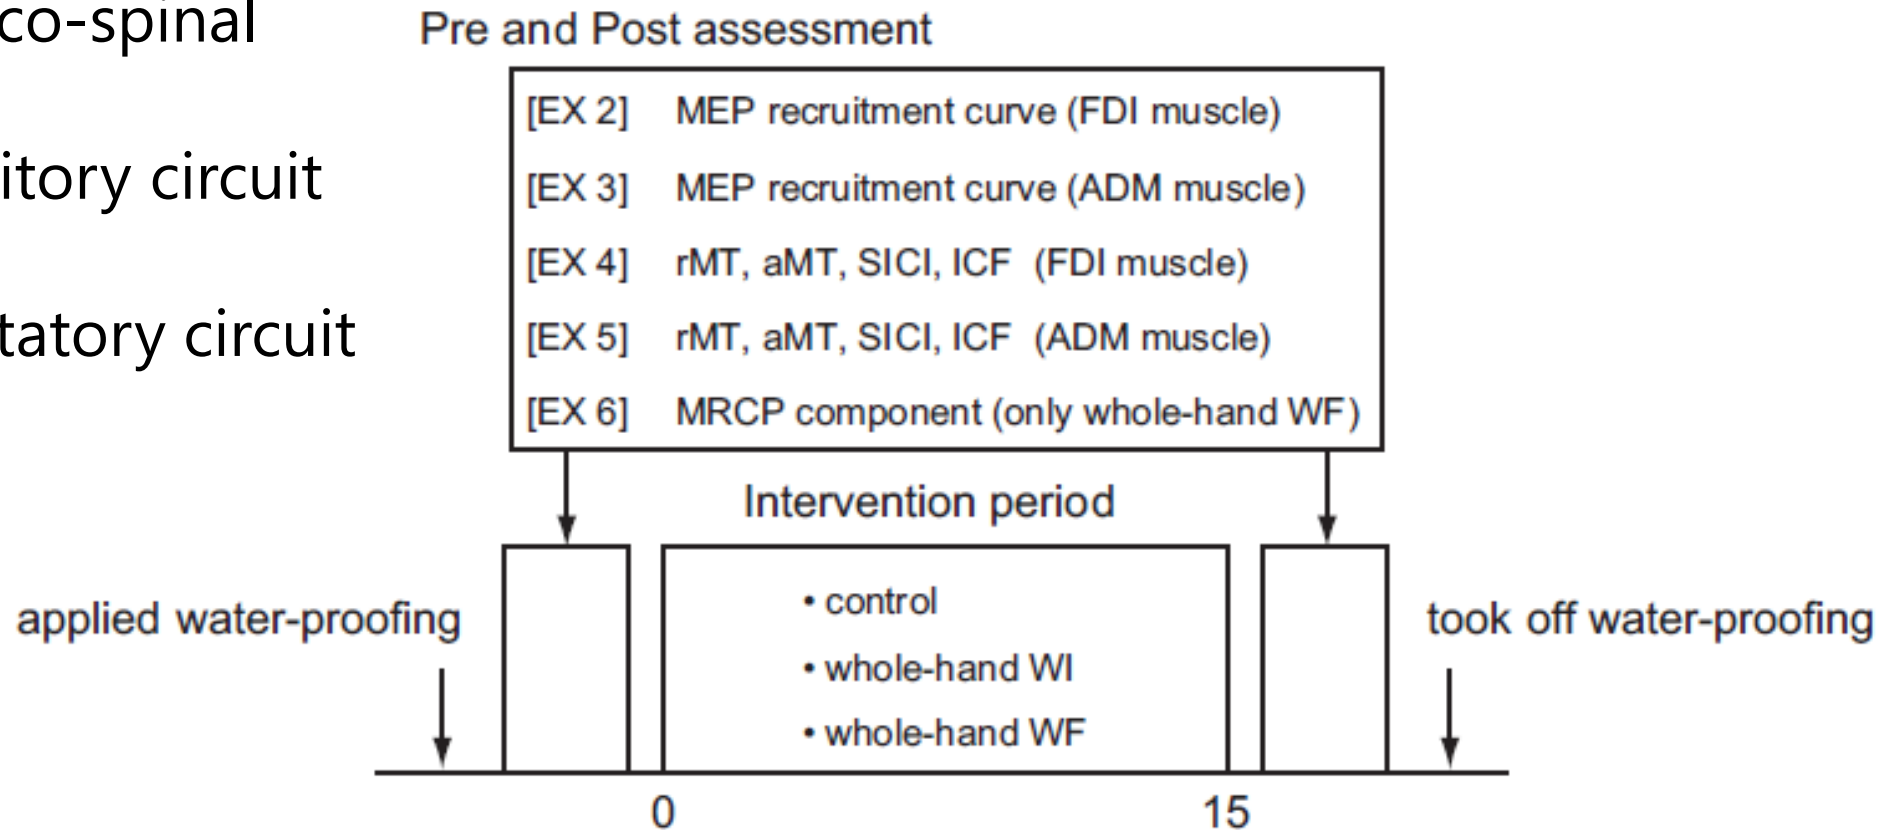 co-spinal
itory circuit
tatory circuit
Pre and Post assessment
[EX 2] MEP recruitment curve (FDI muscle)
[EX 3] MEP recruitment curve (ADM muscle)
[EX 4] rMT, aMT, SICI, ICF (FDI muscle)
[EX 5] rMT, aMT, SICI, ICF (ADM muscle)
[EX 6] MRCP component (only whole-hand WF)
Intervention period
applied water-proofing
• control
• whole-hand WI
• whole-hand WF
took off water-proofing
0
15